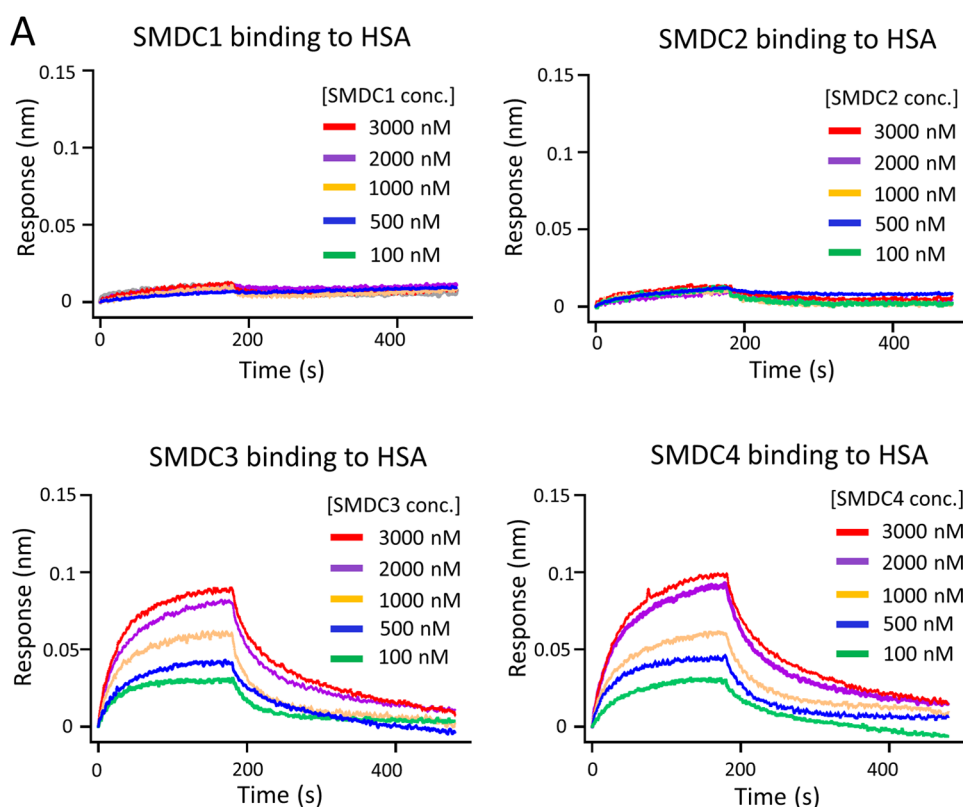 A
SMDC1 binding to HSA
0.15
0.1
0.05
0
Response (nm)
[SMDC1 conc.]
3000 nM
2000 nM
1000 nM
500 nM
100 nM
0
200
400
Time (s)
SMDC2 binding to HSA
0.15
0.1
0.05
0
Response (nm)
[SMDC2 conc.]
3000 nM
2000 nM
1000 nM
500 nM
100 nM
0
200
400
Time (s)
SMDC3 binding to HSA
0.15
0.1
0.05
0
Response (nm)
[SMDC3 conc.]
3000 nM
2000 nM
1000 nM
500 nM
100 nM
0
200
400
Time (s)
SMDC4 binding to HSA
0.15
0.1
0.05
0
Response (nm)
[SMDC4 conc.]
3000 nM
2000 nM
1000 nM
500 nM
100 nM
0
200
400
Time (s)